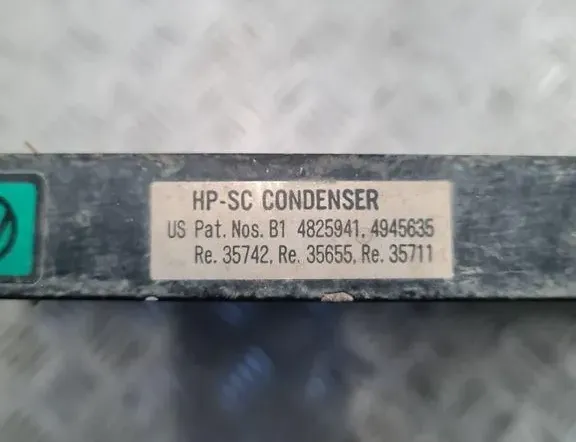 HP-SC CONDENSER
US Pat. Nos. B1 4825941, 4945635
Re. 35742, Re. 35655, Re. 35711